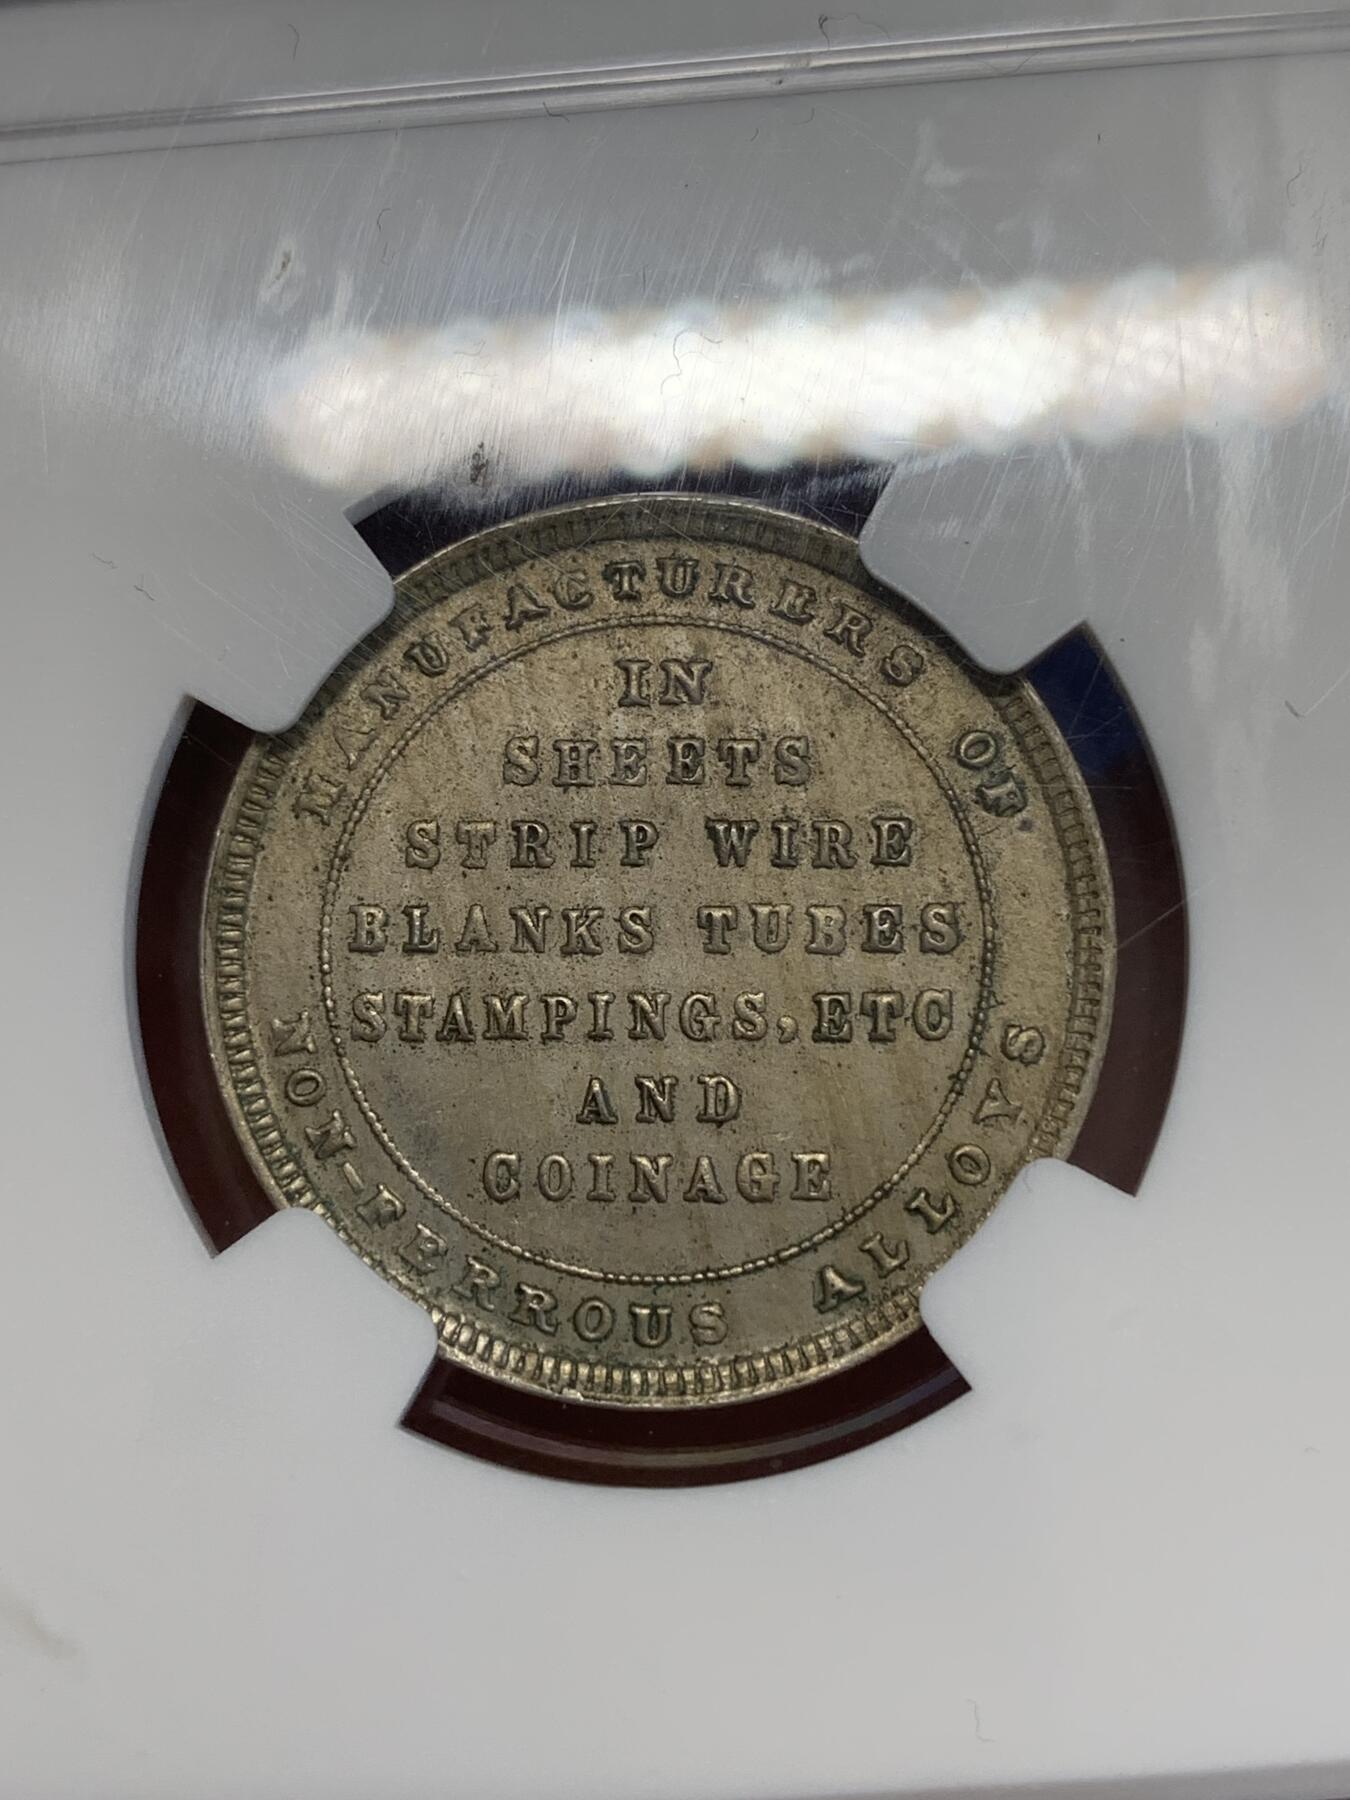 MANUFACTURERS OF
IN
SHEETS
STRIP WIRE
BLANKS TUBES
STAMPINGS, ETC
AND
COINAGE
NON-FERROUS ALLOYS